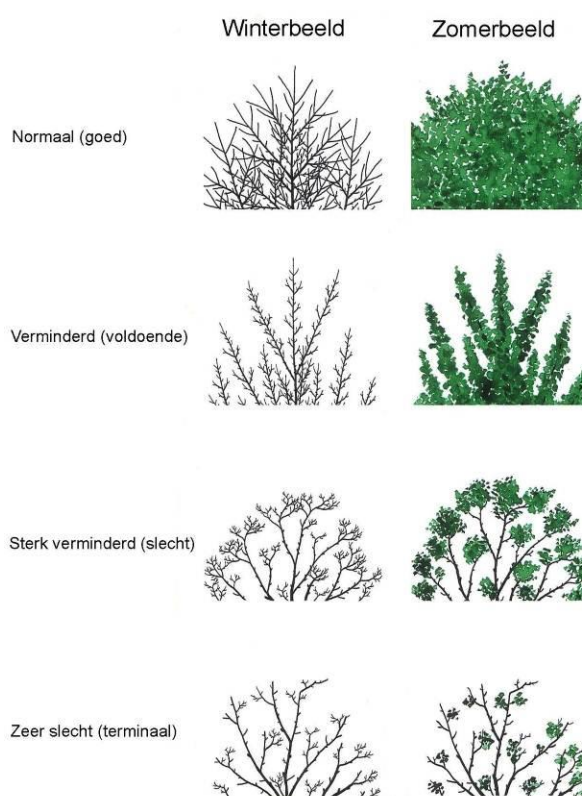 Winterbeeld Zomerbeeld
Normaal (goed)
Verminderd (voldoende)
Sterk verminderd (slecht)
Zeer slecht (terminaal)